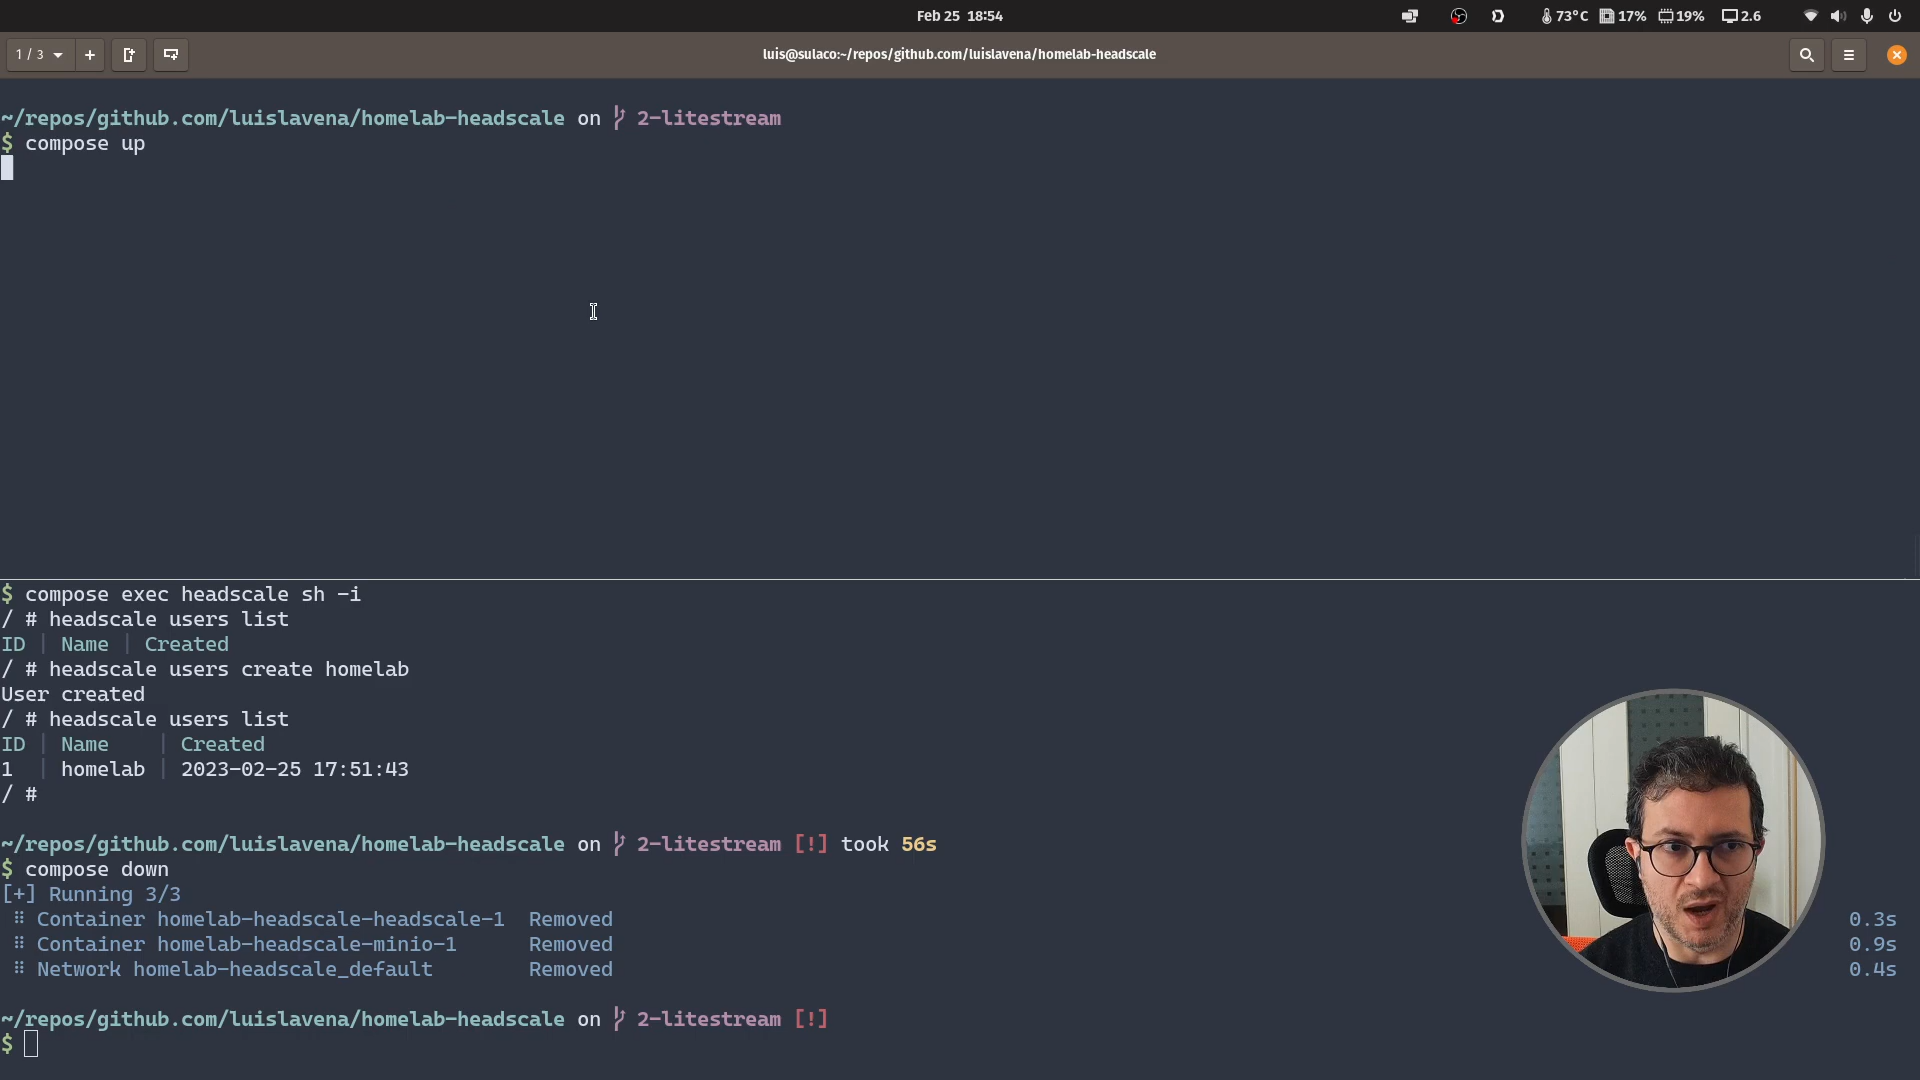 Feb 25 18:54
73°C 17% 19% 2.6
1 / 3
luis@sulaco:~/repos/github.com/luislavena/homelab-headscale
~/repos/github.com/luislavena/homelab-headscale on 2-litestream
$ compose up
$ compose exec headscale sh -i
/ # headscale users list
ID | Name | Created
/ # headscale users create homelab
User created
/ # headscale users list
ID | Name | Created
1 | homelab | 2023-02-25 17:51:43
/ #
~/repos/github.com/luislavena/homelab-headscale on 2-litestream [!] took 56s
$ compose down
[+] Running 3/3
⠿ Container homelab-headscale-headscale-1 Removed 0.3s
⠿ Container homelab-headscale-minio-1 Removed 0.9s
⠿ Network homelab-headscale_default Removed 0.4s
~/repos/github.com/luislavena/homelab-headscale on 2-litestream [!]
$